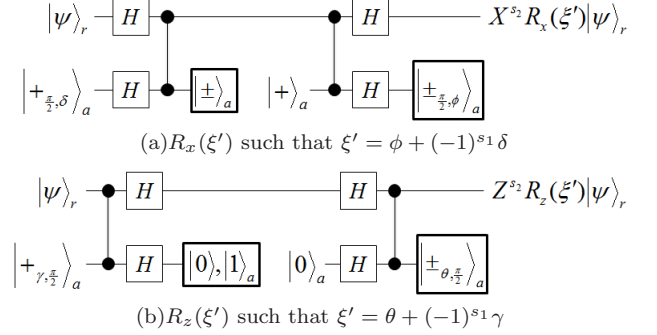 |ψ⟩_r H H X^{s_2} R_x(ξ′)|ψ⟩_r
|+_{π/2,δ}⟩_a H |±⟩_a |+⟩_a H |±_{π/2,ϕ}⟩_a
(a)R_x(ξ′) such that ξ′ = ϕ + (−1)^{s_1}δ
|ψ⟩_r H H Z^{s_2} R_z(ξ′)|ψ⟩_r
|+_{γ,π/2}⟩_a H |0⟩,|1⟩_a |0⟩_a H |±_{θ,π/2}⟩_a
(b)R_z(ξ′) such that ξ′ = θ + (−1)^{s_1}γ